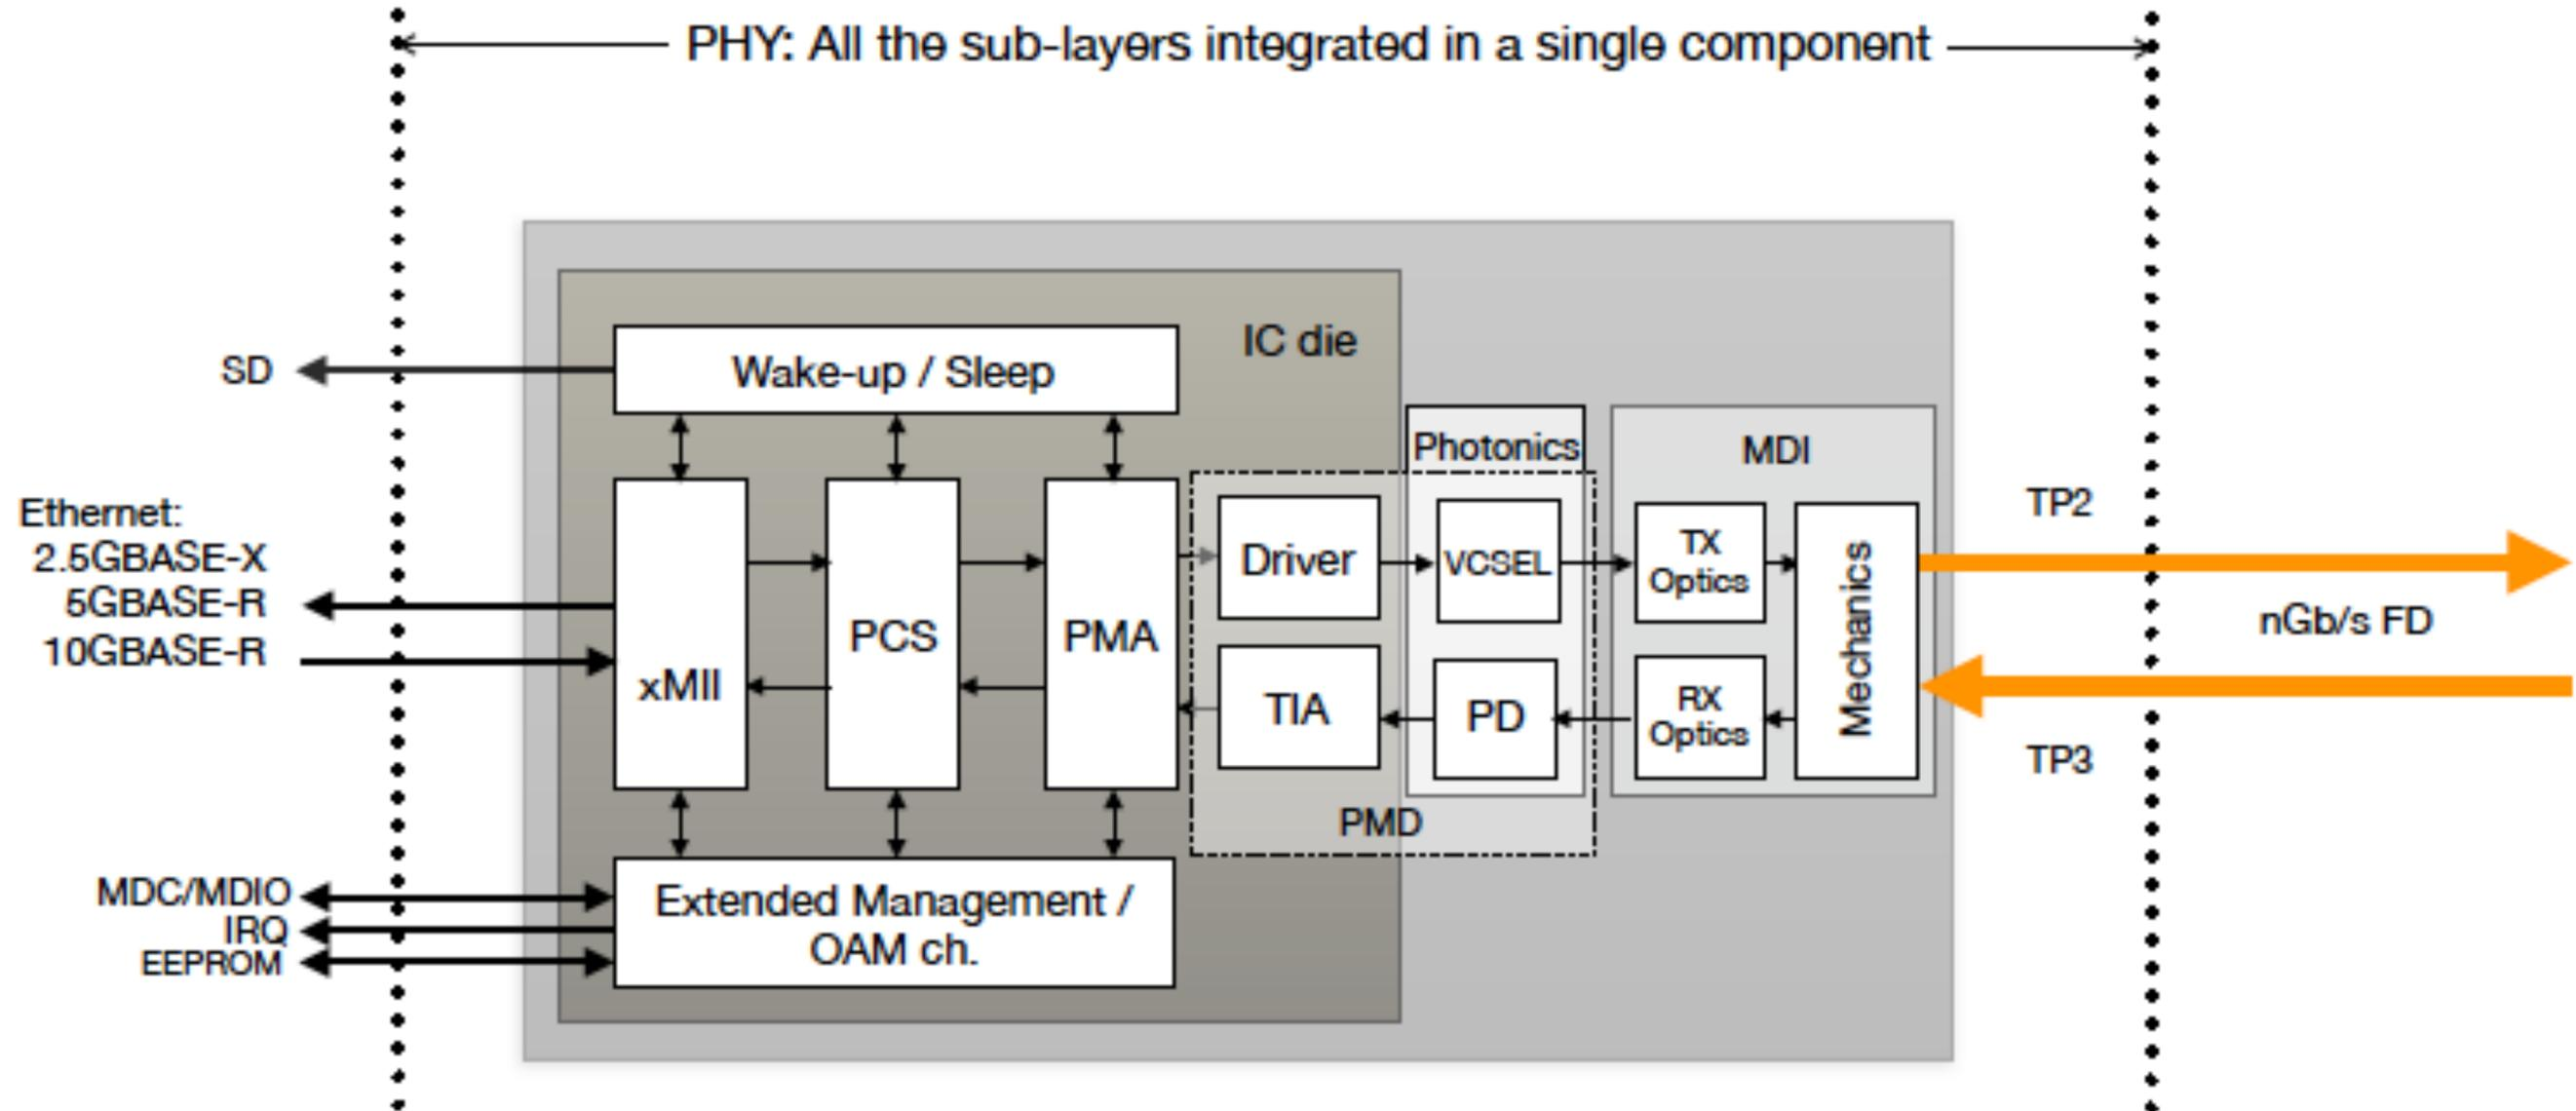 PHY: All the sub-layers integrated in a single component
IC die
Wake-up / Sleep
SD
Photonics
MDI
Ethernet:
2.5GBASE-X
5GBASE-R
10GBASE-R
xMII
PCS
PMA
Driver
VCSEL
TX
Optics
TIA
PD
RX
Optics
Mechanics
PMD
TP2
nGb/s FD
TP3
MDC/MDIO
IRQ
EEPROM
Extended Management /
OAM ch.